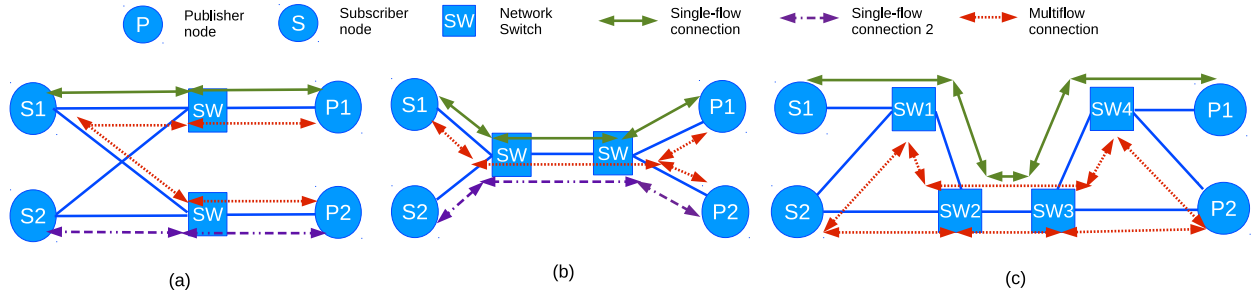 P Publisher
node
S Subscriber
node
SW Network
Switch
Single-flow
connection
Single-flow
connection 2
Multiflow
connection
S1 SW P1
S2 SW P2
(a)
S1 P1
SW SW
S2 P2
(b)
S1 SW1 SW4 P1
S2 SW2 SW3 P2
(c)